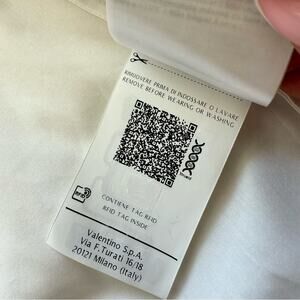 RIMUOVERE PRIMA DI INDOSSARE O LAVARE
REMOVE BEFORE WEARING OR WASHING
CONTIENE TAG RFID
RFID TAG INSIDE
Valentino S.p.A.
Via F. Turati 16/18
20121 Milano (Italy)